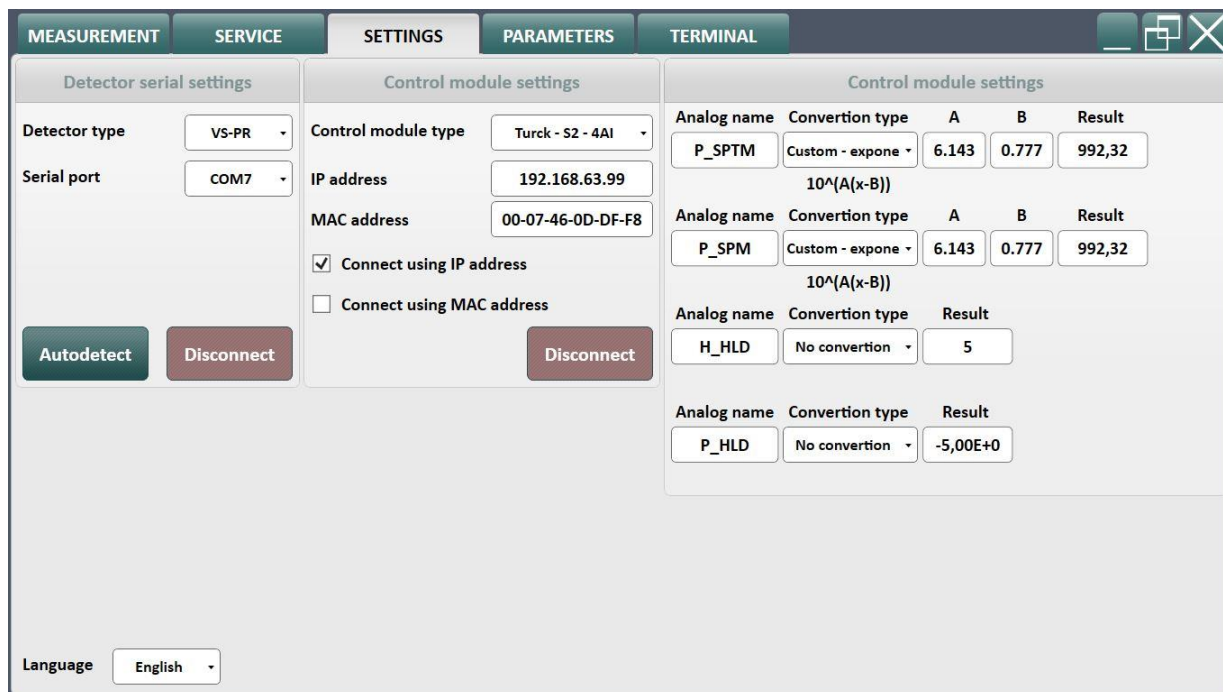 MEASUREMENT SERVICE SETTINGS PARAMETERS TERMINAL
Detector serial settings
Detector type VS-PR
Serial port COM7
Autodetect Disconnect
Control module settings
Control module type Turck - S2 - 4AI
IP address 192.168.63.99
MAC address 00-07-46-0D-DF-F8
Connect using IP address
Connect using MAC address
Disconnect
Control module settings
Analog name Convertion type A B Result
P_SPTM Custom - expone 6.143 0.777 992,32
10^(A(x-B))
Analog name Convertion type A B Result
P_SPM Custom - expone 6.143 0.777 992,32
10^(A(x-B))
Analog name Convertion type Result
H_HLD No convertion 5
Analog name Convertion type Result
P_HLD No convertion -5,00E+0
Language English